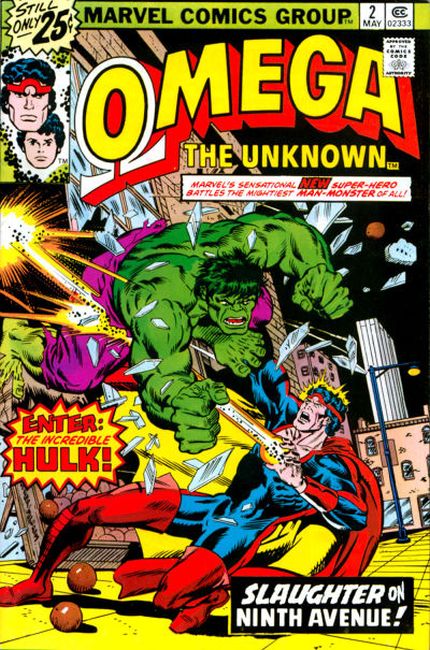 STILL
ONLY 25¢
MARVEL COMICS GROUP™
2
MAY
CC
02333
APPROVED
BY THE
COMICS
CODE
AUTHORITY
OMEGA
THE UNKNOWN™
MARVEL'S SENSATIONAL NEW SUPER-HERO
BATTLES THE MIGHTIEST MAN-MONSTER OF ALL!
TM
ENTER:
THE INCREDIBLE
HULK!
SLAUGHTER ON
NINTH AVENUE!